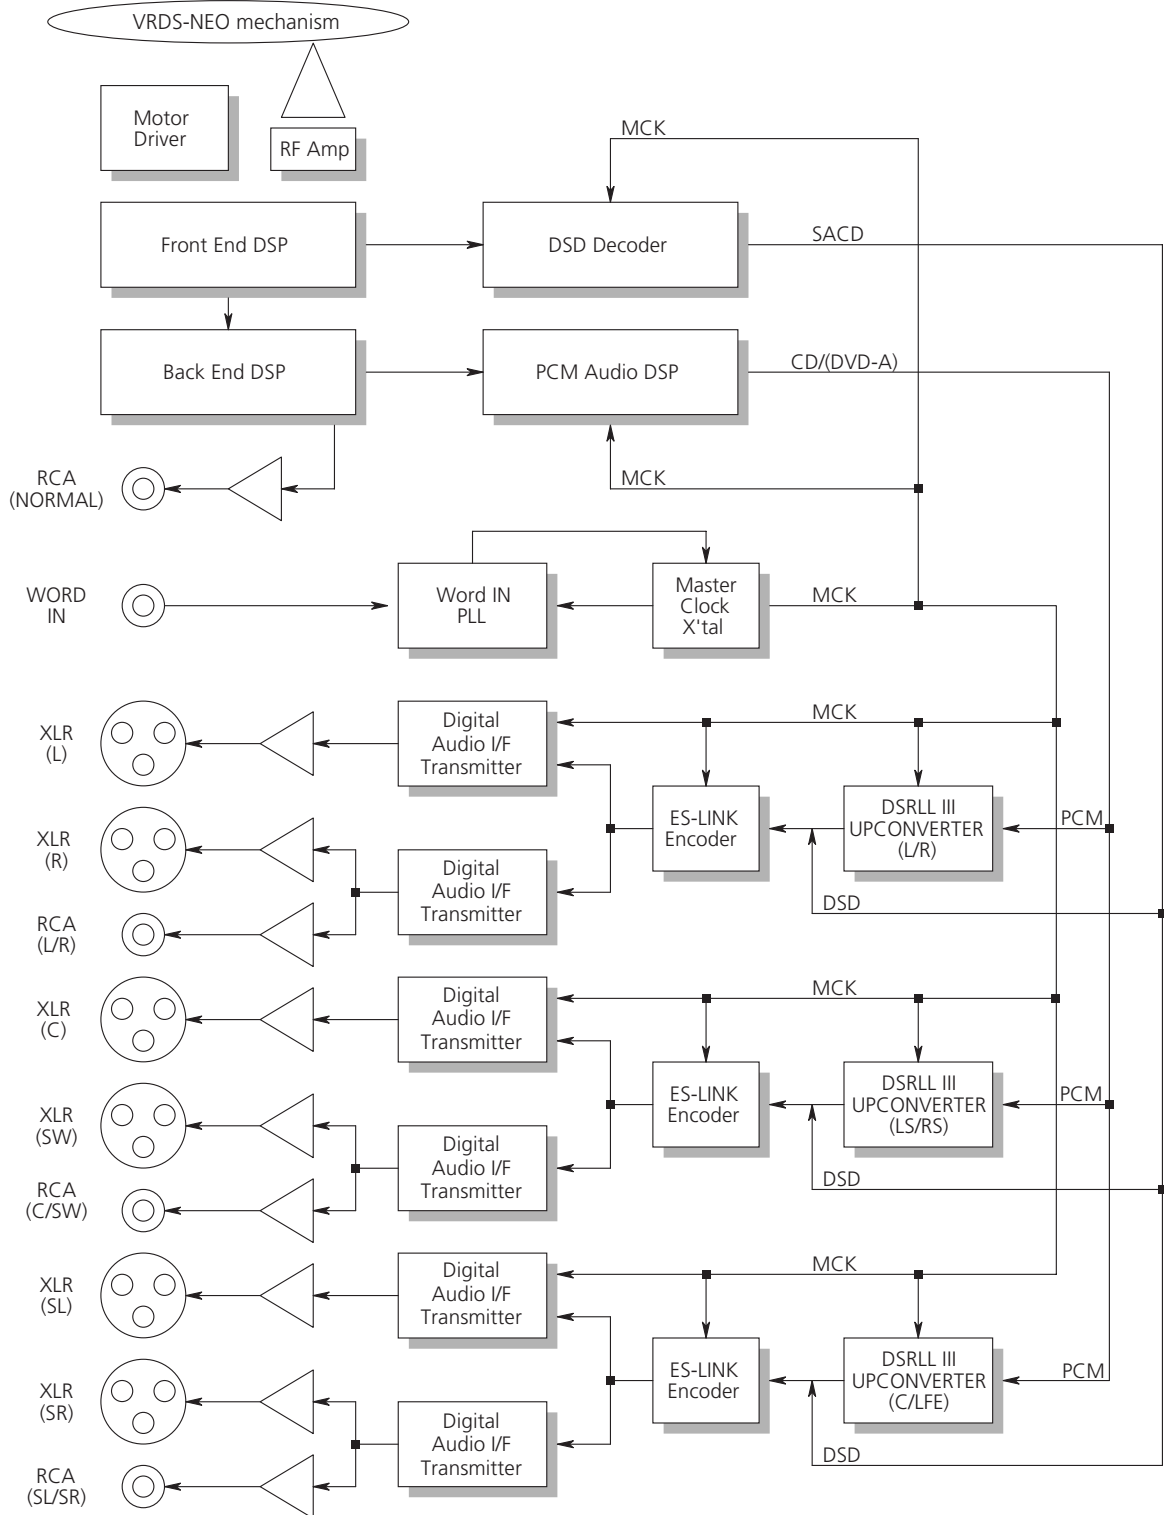 VRDS-NEO mechanism
Motor
Driver
RF Amp
MCK
Front End DSP
DSD Decoder
SACD
Back End DSP
PCM Audio DSP
CD/(DVD-A)
RCA
(NORMAL)
MCK
WORD
IN
Word IN
PLL
Master
Clock
X'tal
MCK
XLR
(L)
Digital
Audio I/F
Transmitter
MCK
XLR
(R)
Digital
Audio I/F
Transmitter
ES-LINK
Encoder
DSRLL III
UPCONVERTER
(L/R)
PCM
RCA
(L/R)
DSD
XLR
(C)
Digital
Audio I/F
Transmitter
MCK
XLR
(SW)
Digital
Audio I/F
Transmitter
ES-LINK
Encoder
DSRLL III
UPCONVERTER
(LS/RS)
PCM
RCA
(C/SW)
DSD
XLR
(SL)
Digital
Audio I/F
Transmitter
MCK
XLR
(SR)
Digital
Audio I/F
Transmitter
ES-LINK
Encoder
DSRLL III
UPCONVERTER
(C/LFE)
PCM
RCA
(SL/SR)
DSD